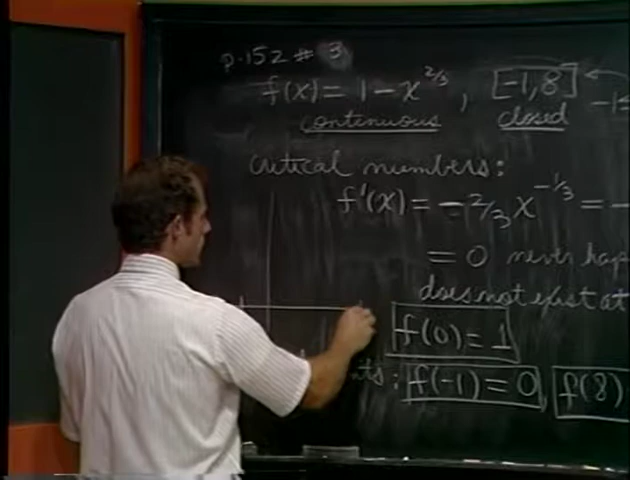 p.152 # 3
f(x) = 1 - x^{2/3} , [-1,8]
continuous closed
critical numbers:
f'(x) = -2/3 x^{-1/3} = -
= 0 never hap
does not exist at
f(0) = 1
nts: f(-1) = 0 f(8)